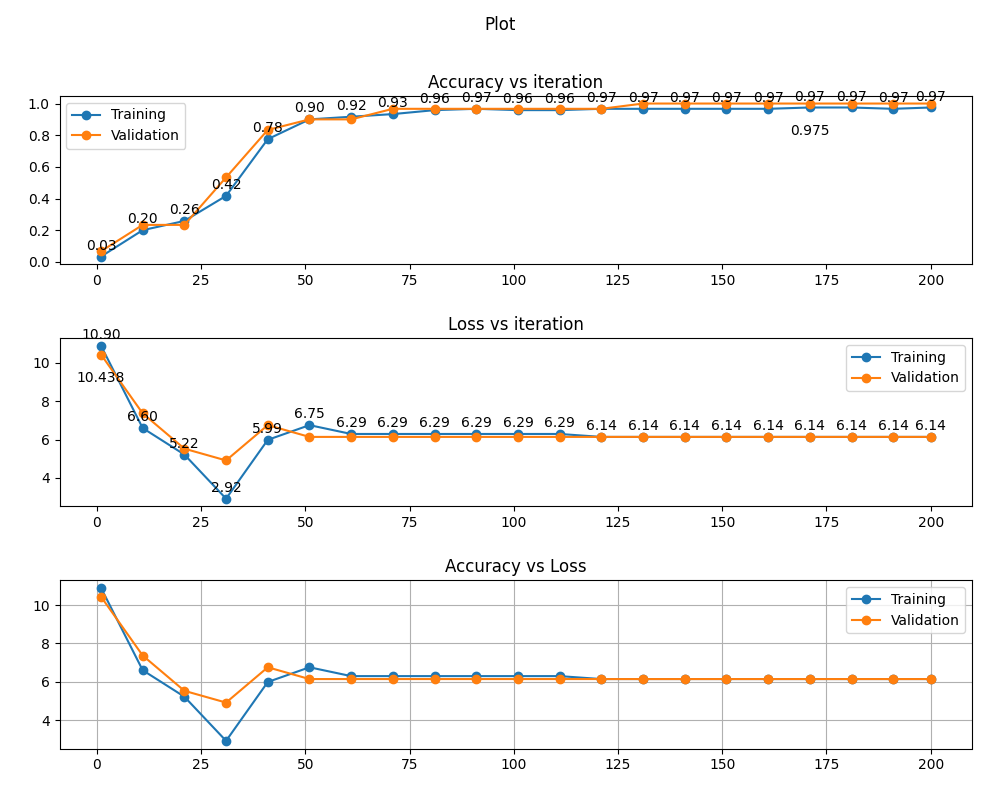 Plot
Accuracy vs iteration
Training
Validation
1.0
0.8
0.6
0.4
0.2
0.0
0.03 0.20 0.26 0.42 0.78 0.90 0.92 0.93 0.96 0.97 0.96 0.96 0.97 0.97 0.97 0.97 0.97 0.97 0.97 0.97 0.97
0.975
0 25 50 75 100 125 150 175 200
Loss vs iteration
Training
Validation
10
8
6
4
10.90 6.60 5.22 2.92 5.99 6.75 6.29 6.29 6.29 6.29 6.29 6.29 6.14 6.14 6.14 6.14 6.14 6.14 6.14 6.14 6.14
10.438
0 25 50 75 100 125 150 175 200
Accuracy vs Loss
Training
Validation
10
8
6
4
0 25 50 75 100 125 150 175 200